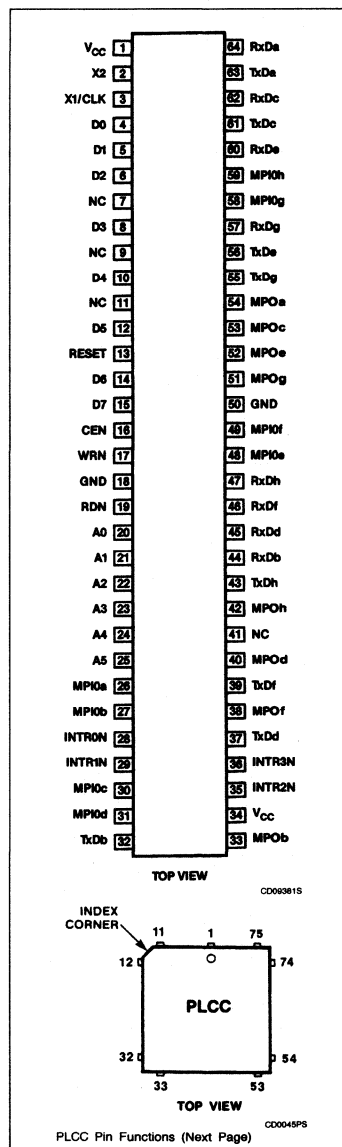 VCC 1 64 RxDa
X2 2 63 TxDa
X1/CLK 3 62 RxDc
D0 4 61 TxDc
D1 5 60 RxDe
D2 6 59 MPI0h
NC 7 58 MPI0g
D3 8 57 RxDg
NC 9 56 TxDe
D4 10 55 TxDg
NC 11 54 MPOa
D5 12 53 MPOc
RESET 13 52 MPOe
D6 14 51 MPOg
D7 15 50 GND
CEN 16 49 MPI0f
WRN 17 48 MPI0e
GND 18 47 RxDh
RDN 19 46 RxDf
A0 20 45 RxDd
A1 21 44 RxDb
A2 22 43 TxDh
A3 23 42 MPOh
A4 24 41 NC
A5 25 40 MPOd
MPI0a 26 39 TxDf
MPI0b 27 38 MPOf
INTR0N 28 37 TxDd
INTR1N 29 36 INTR3N
MPI0c 30 35 INTR2N
MPI0d 31 34 VCC
TxDb 32 33 MPOb
TOP VIEW
CD09381S
INDEX
CORNER
11 1 75
12 74
PLCC
32 54
33 53
TOP VIEW
CD0045PS
PLCC Pin Functions (Next Page)